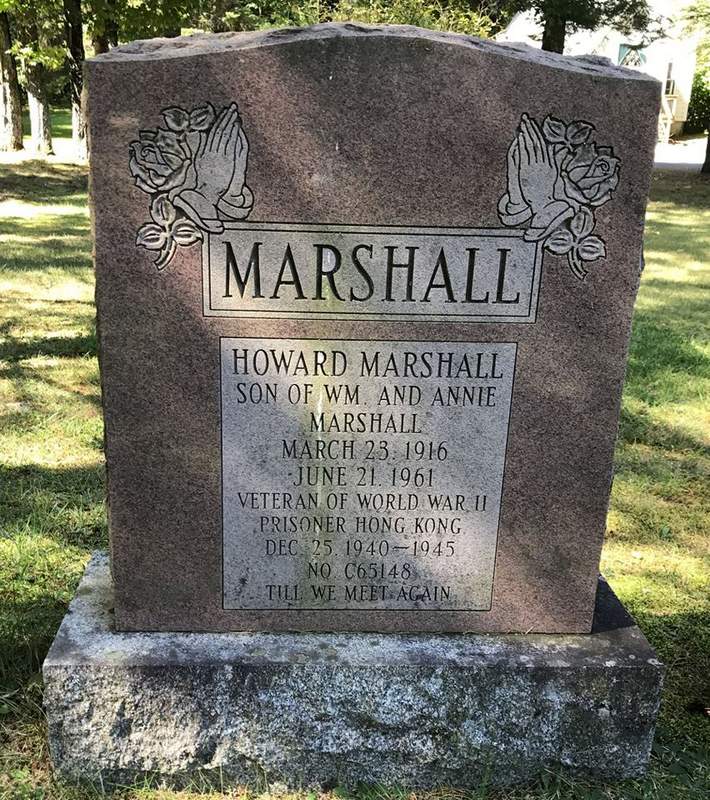 MARSHALL
HOWARD MARSHALL
SON OF WM. AND ANNIE
MARSHALL
MARCH 23, 1916
JUNE 21, 1961
VETERAN OF WORLD WAR II
PRISONER HONG KONG
DEC. 25, 1940—1945
NO. C65148
TILL WE MEET AGAIN